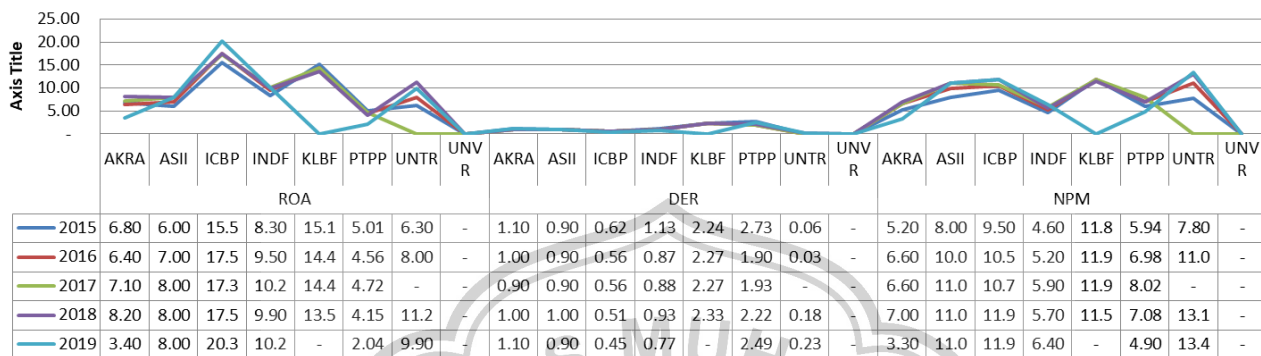 25.00
20.00
15.00
10.00
5.00
-
Axis Title
AKRA ASII ICBP INDF KLBF PTPP UNTR UNVR AKRA ASII ICBP INDF KLBF PTPP UNTR UNVR AKRA ASII ICBP INDF KLBF PTPP UNTR UNVR
ROA DER NPM
2015 6.80 6.00 15.5 8.30 15.1 5.01 6.30 - 1.10 0.90 0.62 1.13 2.24 2.73 0.06 - 5.20 8.00 9.50 4.60 11.8 5.94 7.80 -
2016 6.40 7.00 17.5 9.50 14.4 4.56 8.00 - 1.00 0.90 0.56 0.87 2.27 1.90 0.03 - 6.60 10.0 10.5 5.20 11.9 6.98 11.0 -
2017 7.10 8.00 17.3 10.2 14.4 4.72 - - 0.90 0.90 0.56 0.88 2.27 1.93 - - 6.60 11.0 10.7 5.90 11.9 8.02 - -
2018 8.20 8.00 17.5 9.90 13.5 4.15 11.2 - 1.00 1.00 0.51 0.93 2.33 2.22 0.18 - 7.00 11.0 11.9 5.70 11.5 7.08 13.1 -
2019 3.40 8.00 20.3 10.2 - 2.04 9.90 - 1.10 0.90 0.45 0.77 - 2.49 0.23 - 3.30 11.0 11.9 6.40 - 4.90 13.4 -